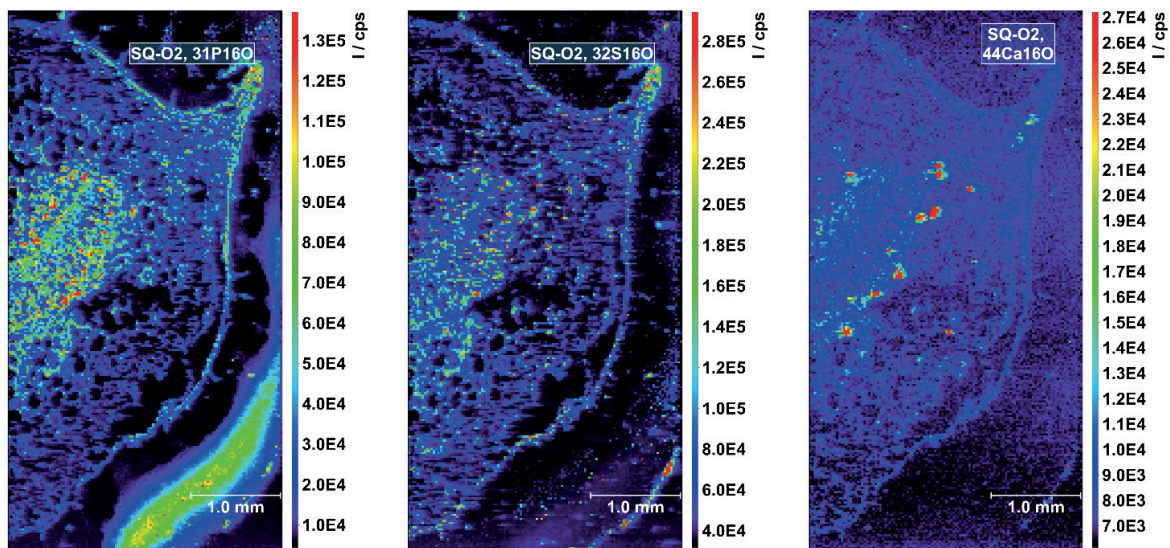 SQ-O2, 31P16O
1.3E5
1.2E5
1.1E5
1.0E5
9.0E4
8.0E4
7.0E4
6.0E4
5.0E4
4.0E4
3.0E4
2.0E4
1.0E4
I / cps
1.0 mm
SQ-O2, 32S16O
2.8E5
2.6E5
2.4E5
2.2E5
2.0E5
1.8E5
1.6E5
1.4E5
1.2E5
1.0E5
8.0E4
6.0E4
4.0E4
I / cps
1.0 mm
SQ-O2,
44Ca16O
2.7E4
2.6E4
2.5E4
2.4E4
2.3E4
2.2E4
2.1E4
2.0E4
1.9E4
1.8E4
1.7E4
1.6E4
1.5E4
1.4E4
1.3E4
1.2E4
1.1E4
1.0E4
9.0E3
8.0E3
7.0E3
I / cps
1.0 mm